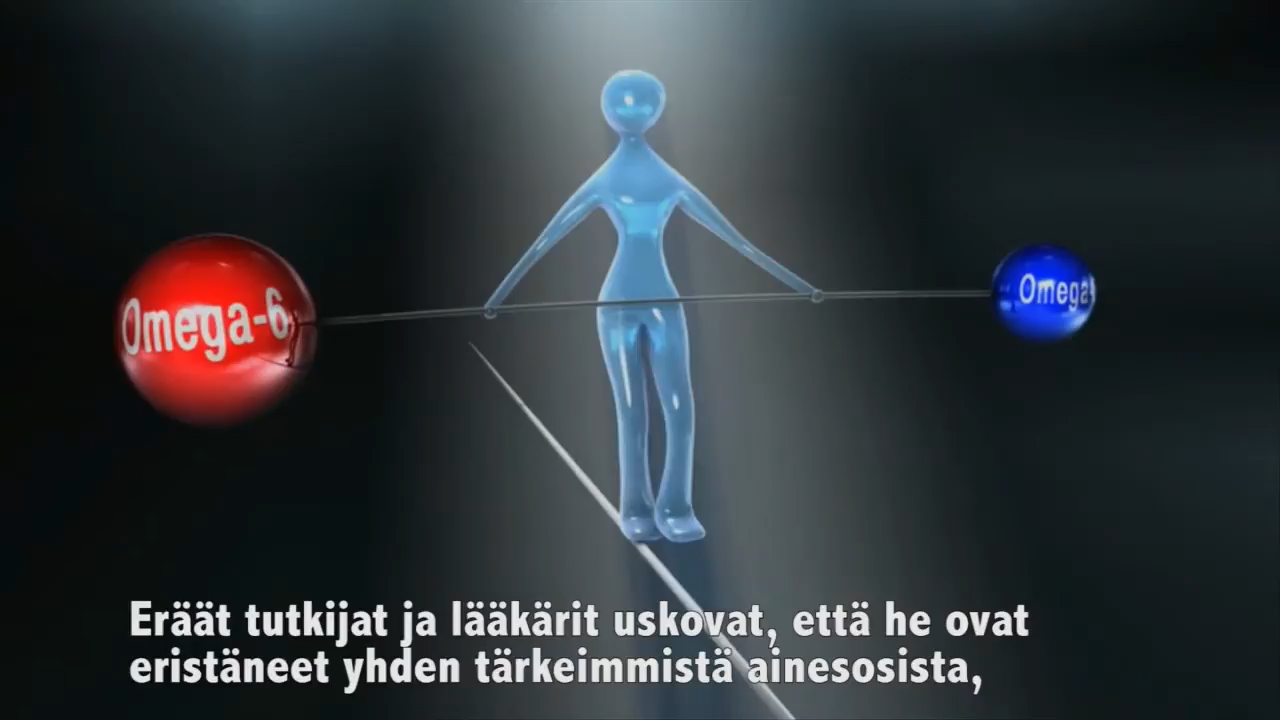 Omega-6
Omega
Eräät tutkijat ja lääkärit uskovat, että he ovat
eristäneet yhden tärkeimmistä ainesosista,